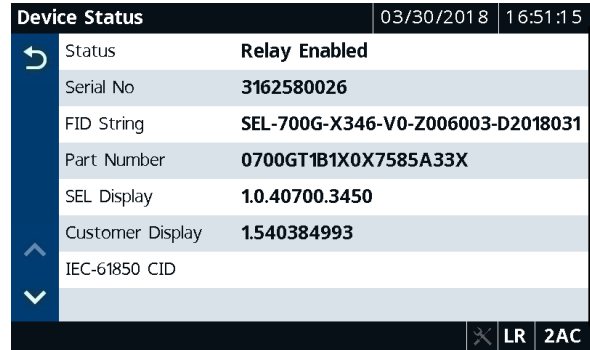 Device Status 03/30/2018 16:51:15
Status Relay Enabled
Serial No 3162580026
FID String SEL-700G-X346-V0-Z006003-D2018031
Part Number 0700GT1B1X0X7585A33X
SEL Display 1.0.40700.3450
Customer Display 1.540384993
IEC-61850 CID
LR 2AC